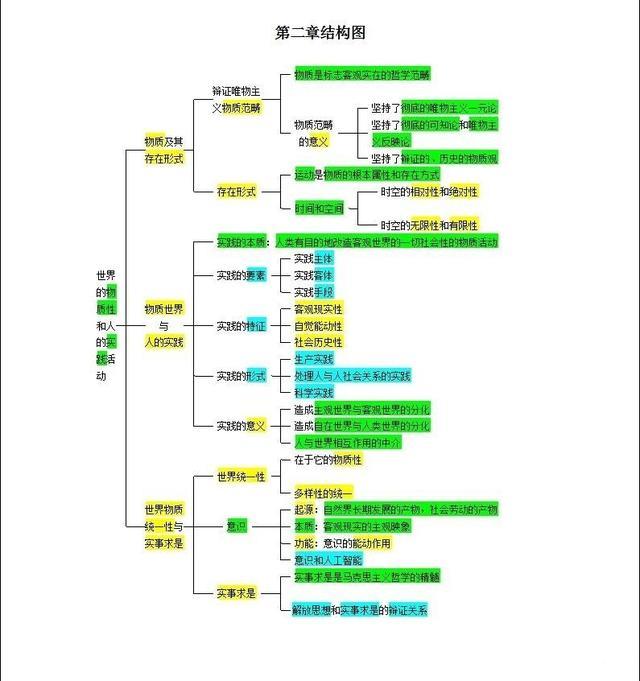 第二章结构图
物质是标志客观实在的哲学范畴
辩证唯物主
义物质范畴
坚持了彻底的唯物主义一元论
物质范畴
的意义
坚持了彻底的可知论和唯物主
义反映论
坚持了辩证的，历史的物质观
物质及其
存在形式
运动是物质的根本属性和存在方式
存在形式
时空的相对性和绝对性
时间和空间
时空的无限性和有限性
实践的本质：人类有目的地改造客观世界的一切社会性的物质活动
实践主体
实践的要素
实践客体
实践手段
世界
的物
质性
和人
的实
践活
动
物质世界
与
人的实践
客观现实性
实践的特征
自觉能动性
社会历史性
生产实践
实践的形式
处理人与人社会关系的实践
科学实践
造成主观世界与客观世界的分化
实践的意义
造成自在世界与人类世界的分化
人与世界相互作用的中介
在于它的物质性
世界统一性
多样性的统一
世界物质
统一性与
实事求是
起源：自然界长期发展的产物，社会劳动的产物
意识
本质：客观现实的主观映象
功能：意识的能动作用
意识和人工智能
实事求是是马克思主义哲学的精髓
实事求是
解放思想和实事求是的辩证关系